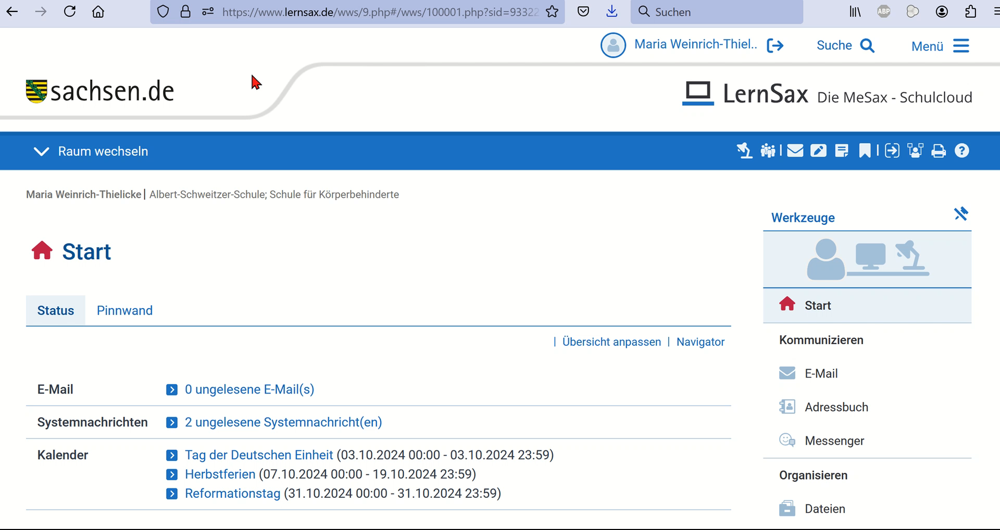 https://www.lernsax.de/wws/9.php#/wws/100001.php?sid=93322
Suchen
ABP
Maria Weinrich-Thiel..
Suche
Menü
sachsen.de
LernSax Die MeSax - Schulcloud
Raum wechseln
Maria Weinrich-Thielicke | Albert-Schweitzer-Schule; Schule für Körperbehinderte
Start
Status
Pinnwand
| Übersicht anpassen | Navigator
E-Mail
0 ungelesene E-Mail(s)
Systemnachrichten
2 ungelesene Systemnachricht(en)
Kalender
Tag der Deutschen Einheit (03.10.2024 00:00 - 03.10.2024 23:59)
Herbstferien (07.10.2024 00:00 - 19.10.2024 23:59)
Reformationstag (31.10.2024 00:00 - 31.10.2024 23:59)
Werkzeuge
Start
Kommunizieren
E-Mail
Adressbuch
Messenger
Organisieren
Dateien